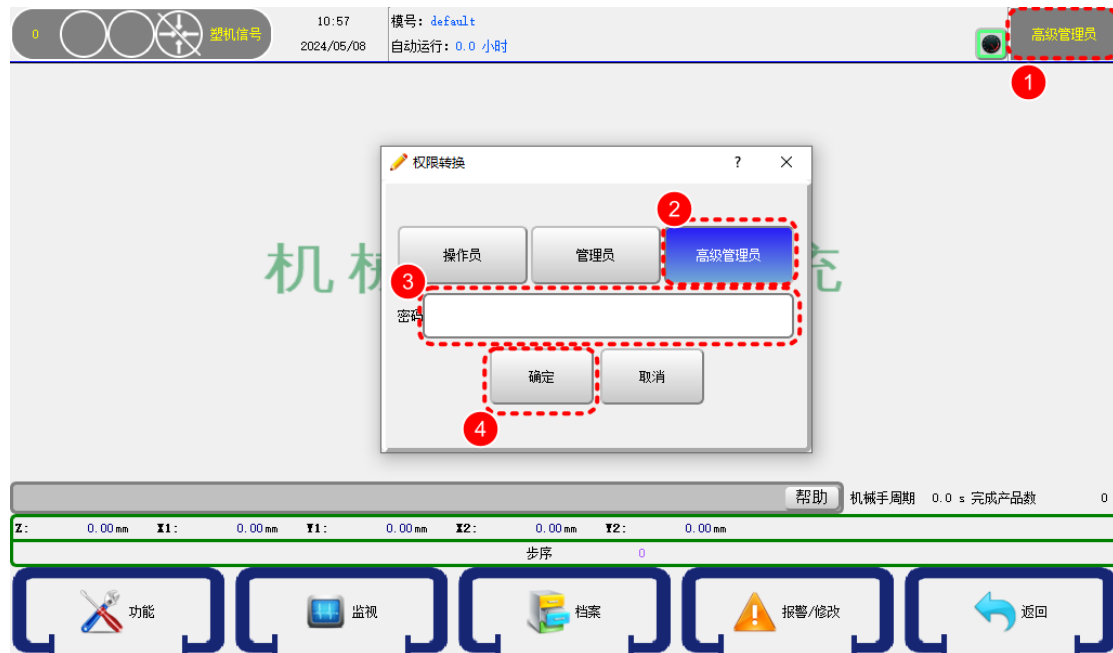 0 塑机信号
10:57
2024/05/08
模号: default
自动运行: 0.0 小时
高级管理员
1
权限转换 ? ×
2
操作员 管理员 高级管理员
3
密码
确定 取消
4
机 充
帮助 机械手周期 0.0 s 完成产品数 0
Z: 0.00mm X1: 0.00mm Y1: 0.00mm X2: 0.00mm Y2: 0.00mm
步序 0
功能 监视 档案 报警/修改 返回